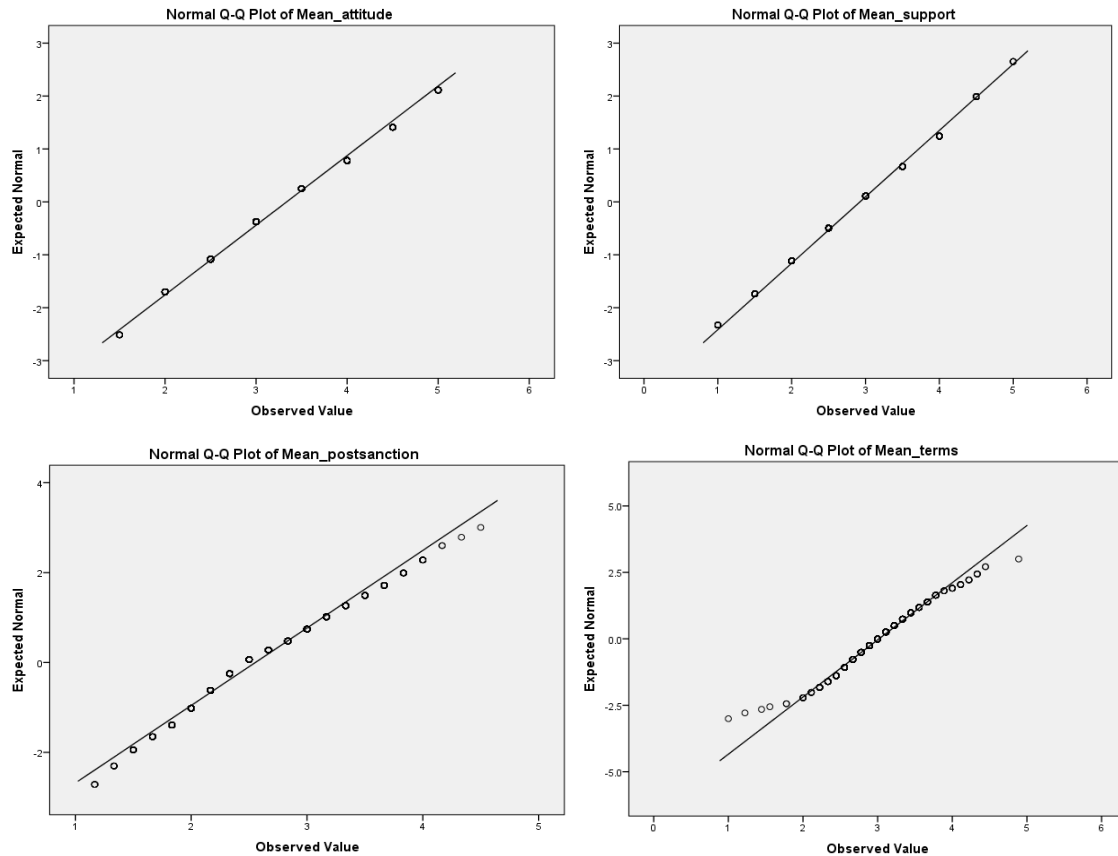 Normal Q-Q Plot of Mean_attitude
Expected Normal
3
2
1
0
-1
-2
-3
1 2 3 4 5 6
Observed Value
Normal Q-Q Plot of Mean_support
Expected Normal
3
2
1
0
-1
-2
-3
0 1 2 3 4 5 6
Observed Value
Normal Q-Q Plot of Mean_postsanction
Expected Normal
4
2
0
-2
1 2 3 4 5
Observed Value
Normal Q-Q Plot of Mean_terms
Expected Normal
5.0
2.5
0.0
-2.5
-5.0
0 1 2 3 4 5 6
Observed Value